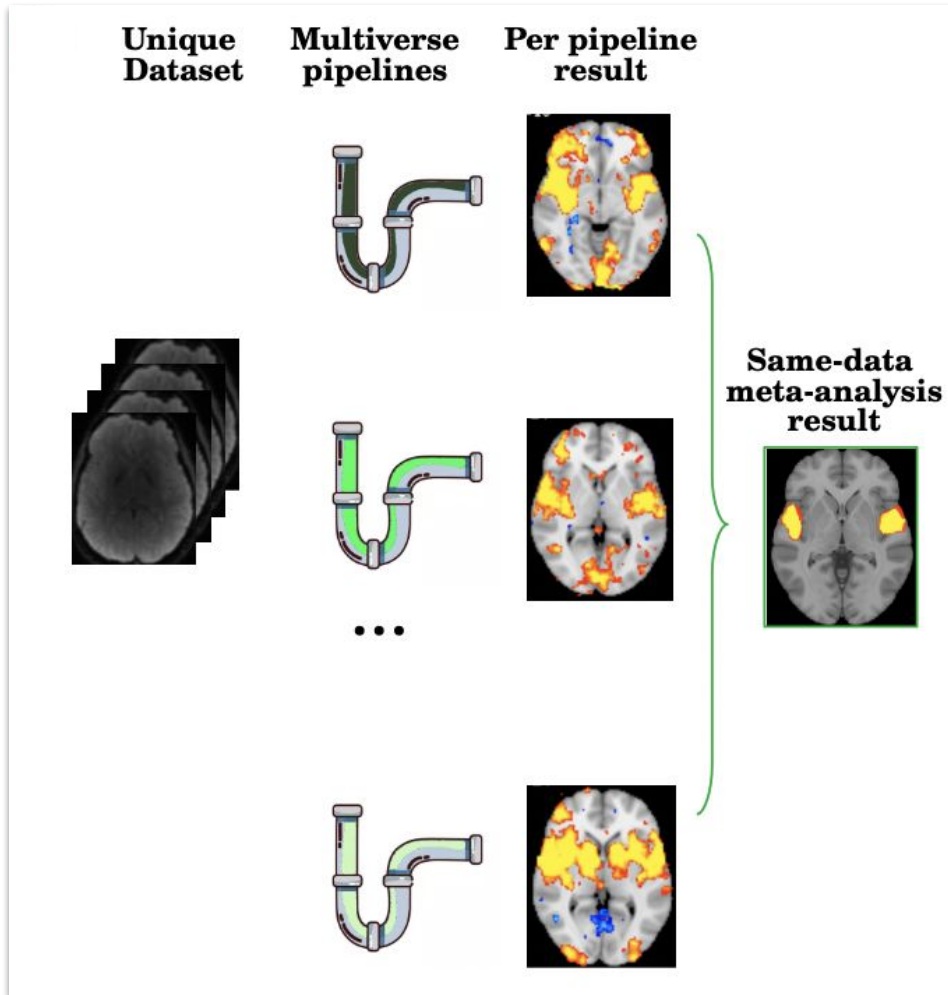 Unique
Dataset
Multiverse
pipelines
Per pipeline
result
...
Same-data
meta-analysis
result